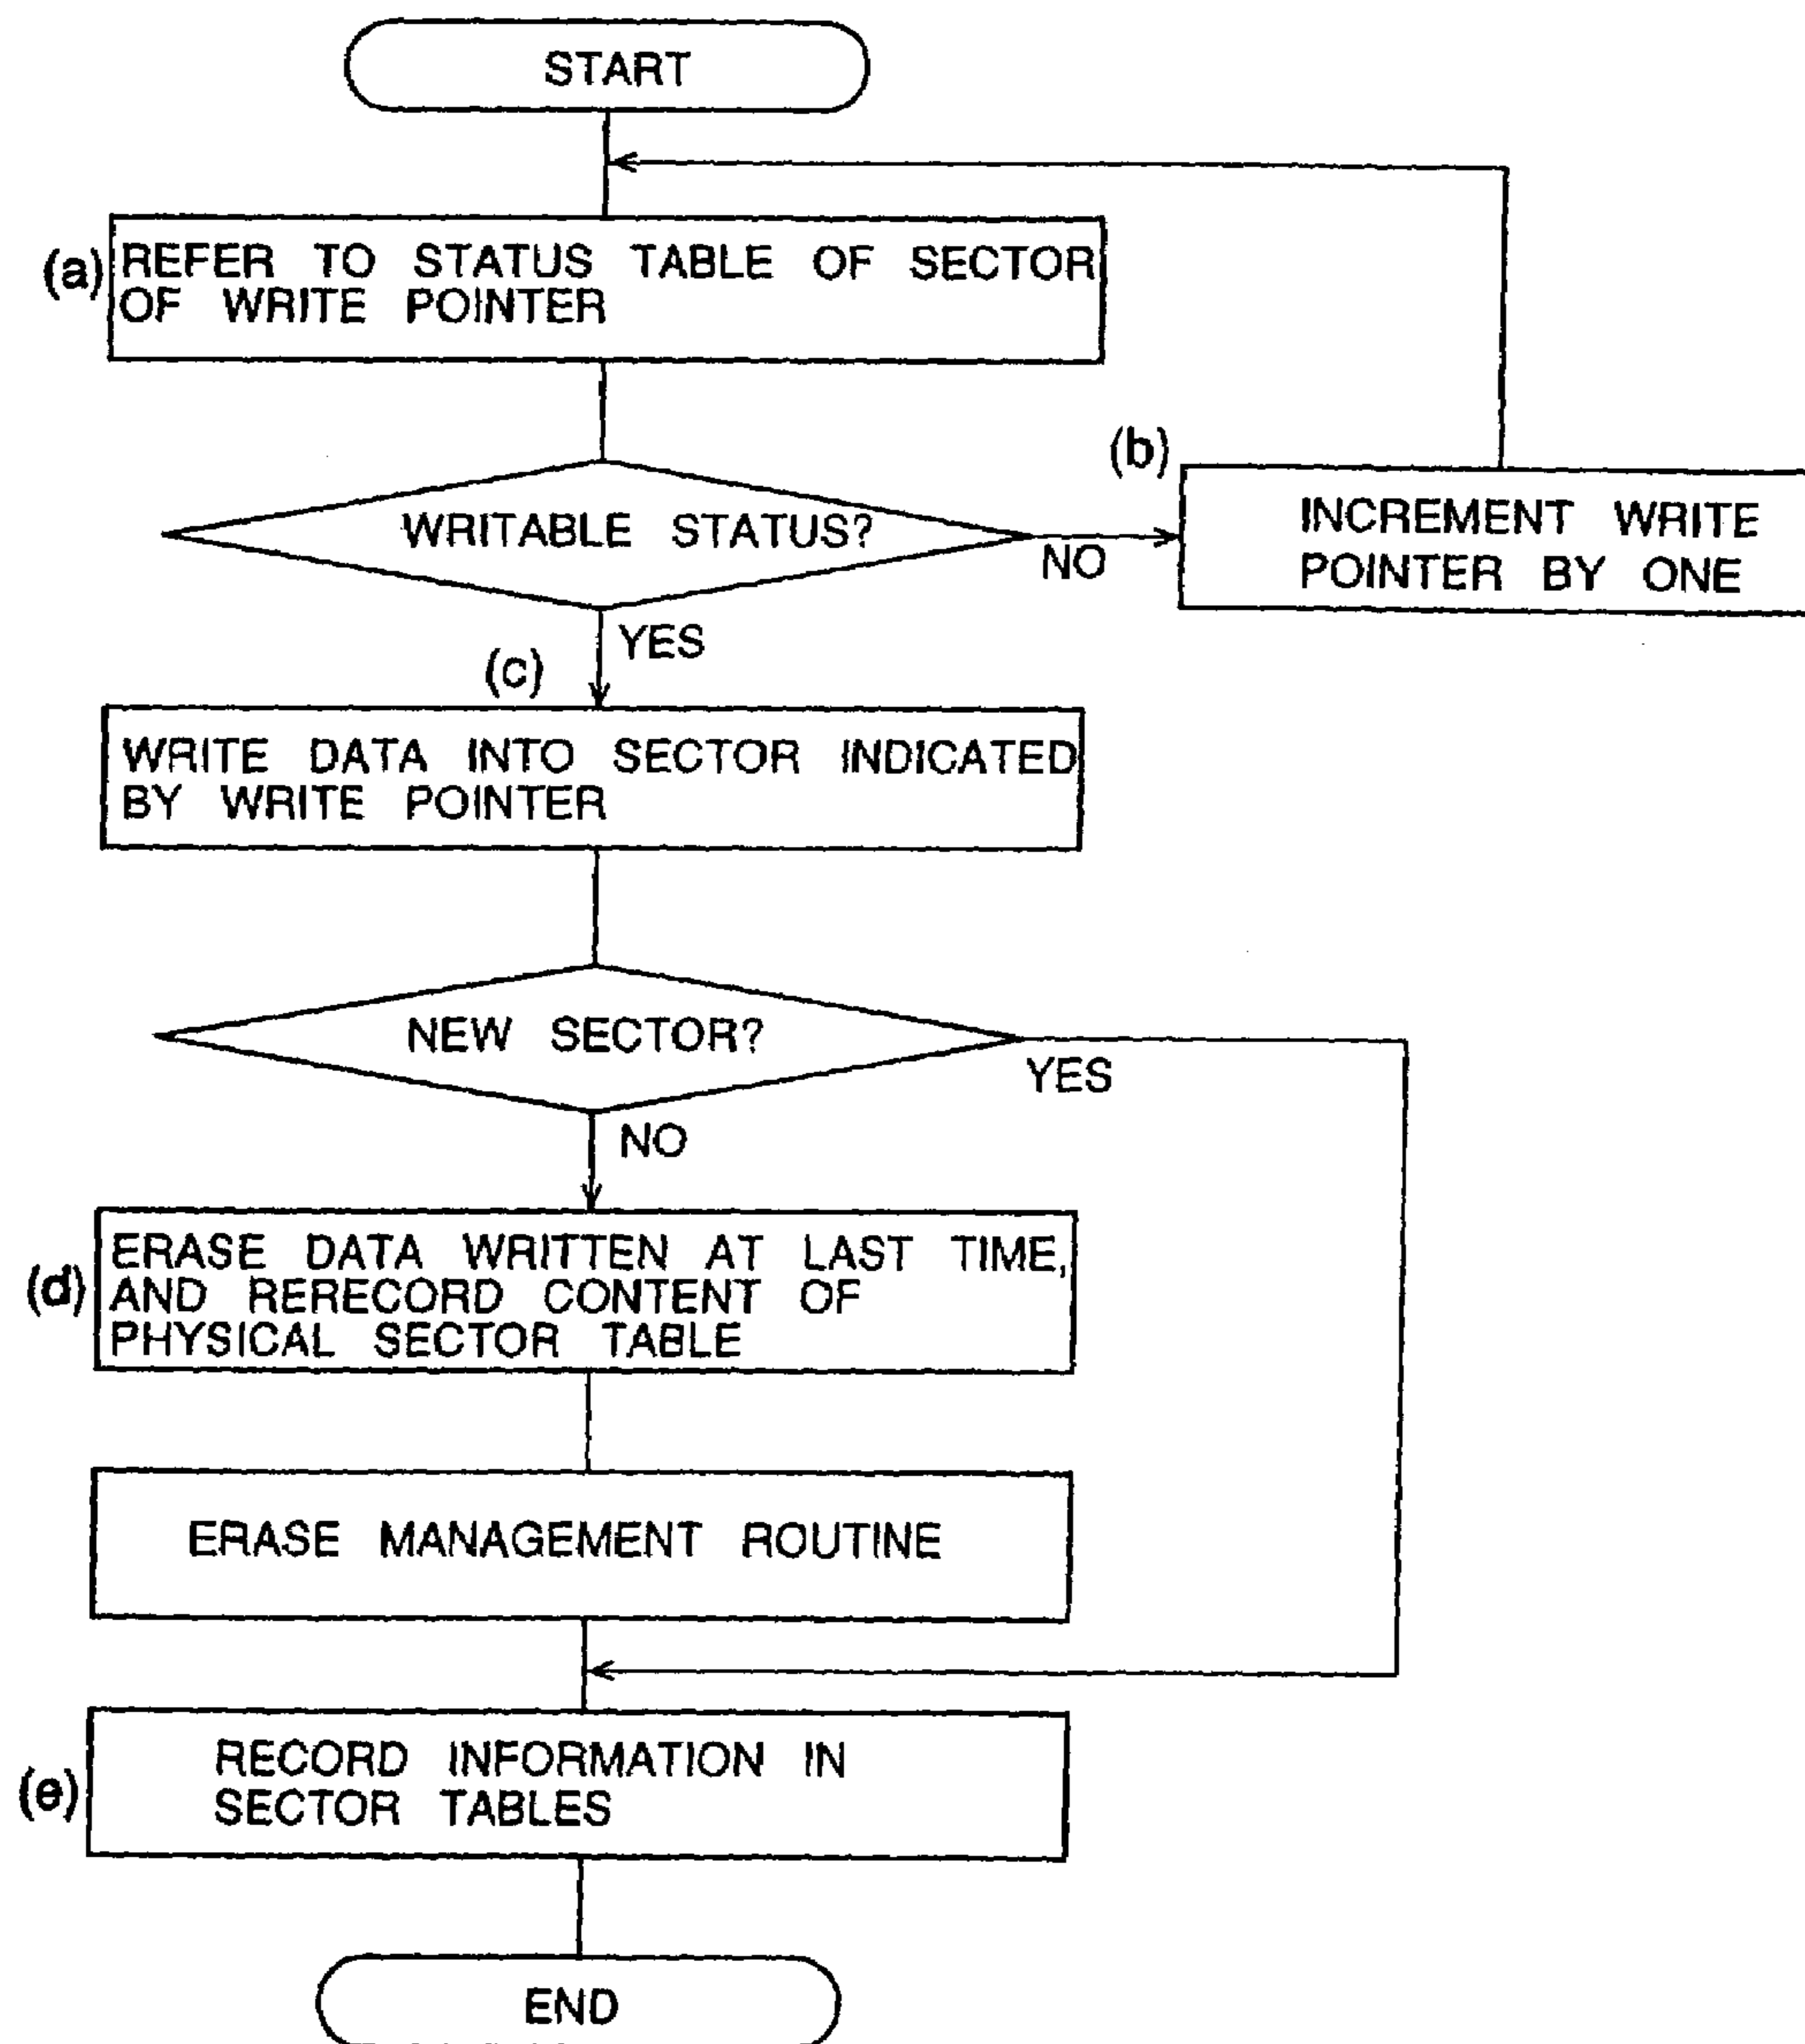 START
(a)
REFER TO STATUS TABLE OF SECTOR
OF WRITE POINTER
WRITABLE STATUS?
NO
(b)
INCREMENT WRITE
POINTER BY ONE
YES
(c)
WRITE DATA INTO SECTOR INDICATED
BY WRITE POINTER
NEW SECTOR?
YES
NO
(d)
ERASE DATA WRITTEN AT LAST TIME,
AND RERECORD CONTENT OF
PHYSICAL SECTOR TABLE
ERASE MANAGEMENT ROUTINE
(e)
RECORD INFORMATION IN
SECTOR TABLES
END